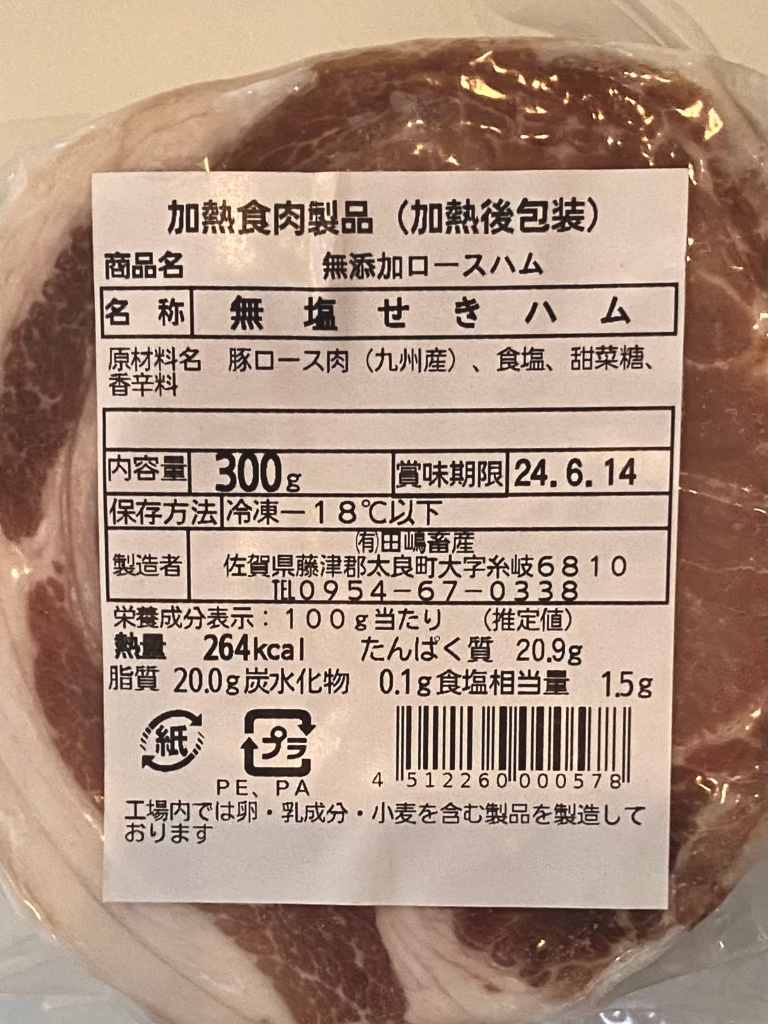 加熱食肉製品（加熱後包装）
商品名 無添加ロースハム
名称 無塩せきハム
原材料名 豚ロース肉（九州産）、食塩、甜菜糖、
香辛料
内容量 300g 賞味期限 24.6.14
保存方法 冷凍－18℃以下
製造者 ㈲田嶋畜産
佐賀県藤津郡太良町大字糸岐6810
℡0954-67-0338
栄養成分表示：100g当たり （推定値）
熱量 264kcal たんぱく質 20.9g
脂質 20.0g 炭水化物 0.1g 食塩相当量 1.5g
紙 プラ
PE、PA
4 512260 000578
工場内では卵・乳成分・小麦を含む製品を製造して
おります